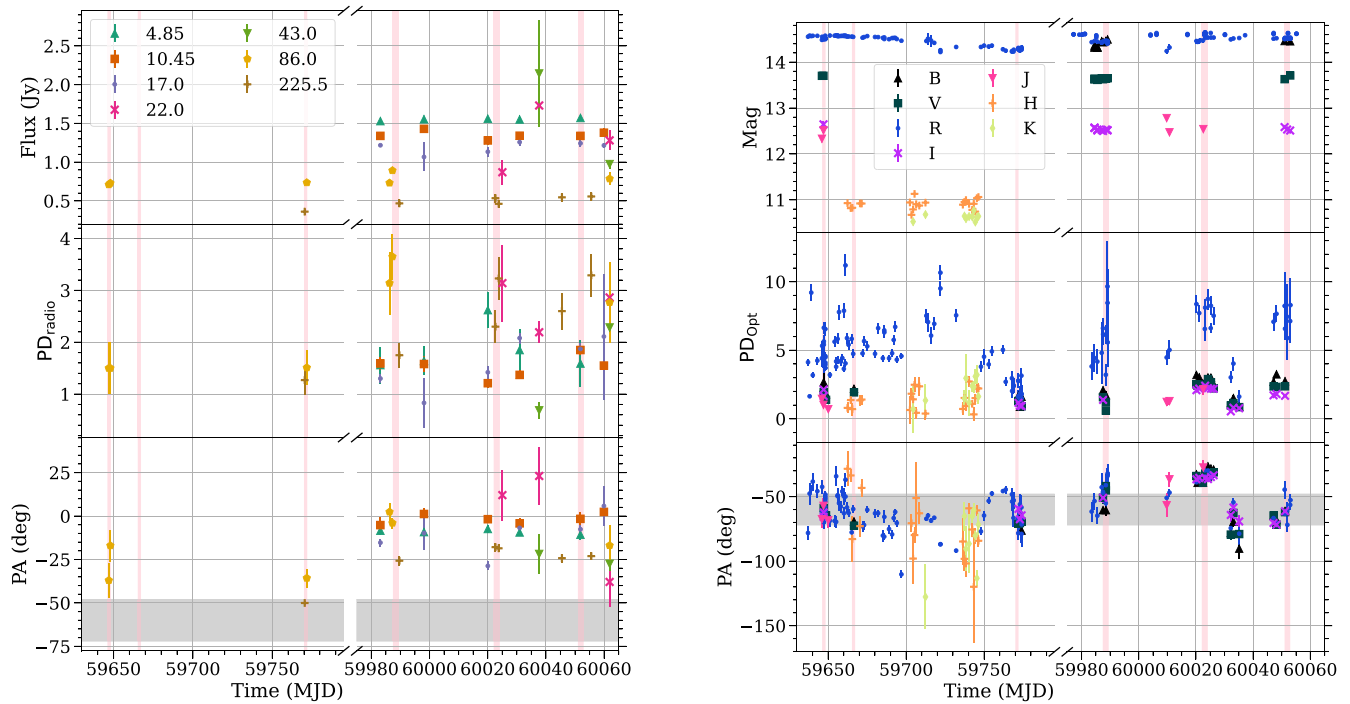 4.85 43.0
10.45 86.0
17.0 225.5
22.0
Flux (Jy)
2.5
2.0
1.5
1.0
0.5
PD_radio
4
3
2
1
PA (deg)
25
0
−25
−50
−75
59650 59700 59750 59980 60000 60020 60040 60060
Time (MJD)
B J
V H
R K
I
Mag
14
13
12
11
PD_Opt
10
5
0
PA (deg)
−50
−100
−150
59650 59700 59750 59980 60000 60020 60040 60060
Time (MJD)